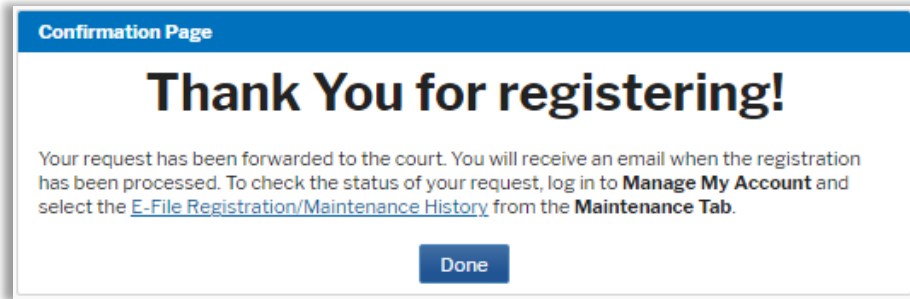 Confirmation Page
Thank You for registering!
Your request has been forwarded to the court. You will receive an email when the registration
has been processed. To check the status of your request, log in to Manage My Account and
select the E-File Registration/Maintenance History from the Maintenance Tab.
Done